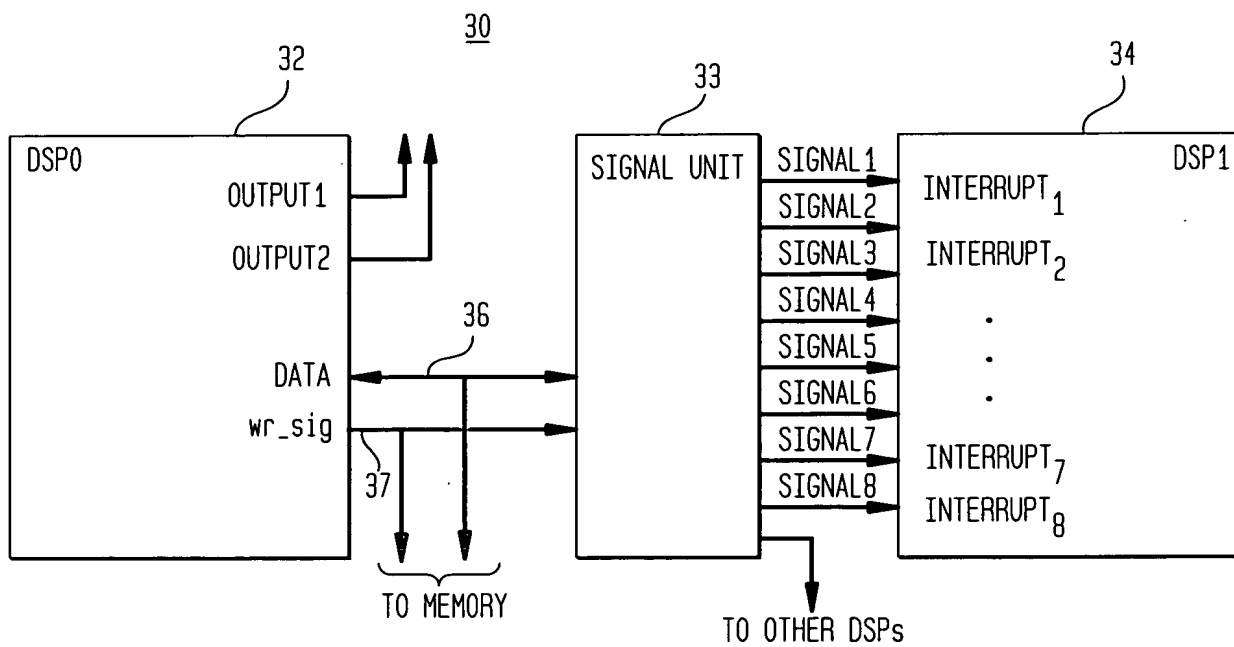 30
32
33
34
DSP0
SIGNAL UNIT
DSP1
OUTPUT1
OUTPUT2
DATA
wr_sig
36
37
TO MEMORY
SIGNAL1
SIGNAL2
SIGNAL3
SIGNAL4
SIGNAL5
SIGNAL6
SIGNAL7
SIGNAL8
INTERRUPT1
INTERRUPT2
.
.
.
INTERRUPT7
INTERRUPT8
TO OTHER DSPs